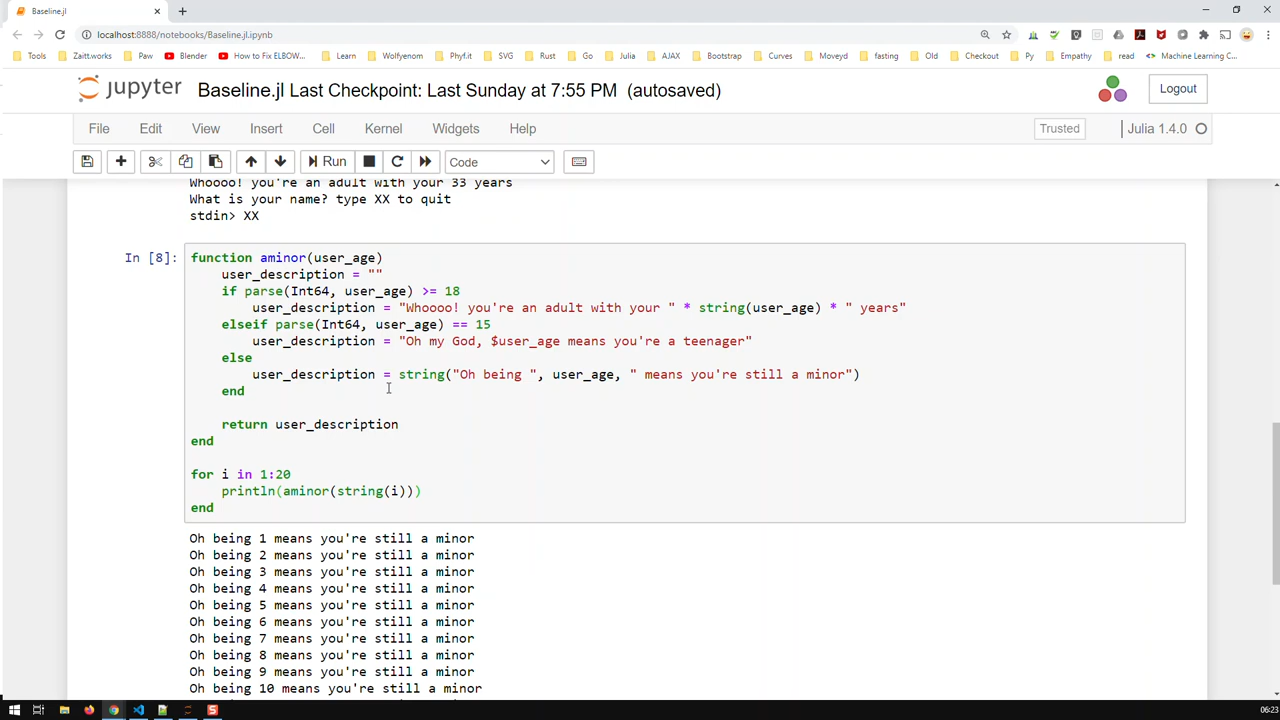 Baseline.jl
localhost:8888/notebooks/Baseline.jl.ipynb
Tools Zaitt.works Paw Blender How to Fix ELBOW... Learn Wolfyenom Phyf.it SVG Rust Go Julia AJAX Bootstrap Curves Moveyd fasting Old Checkout Py Empathy read Machine Learning C...
jupyter Baseline.jl Last Checkpoint: Last Sunday at 7:55 PM (autosaved) Logout
File Edit View Insert Cell Kernel Widgets Help Trusted Julia 1.4.0
Run Code
Whoooo! you're an adult with your 33 years
What is your name? type XX to quit
stdin> XX
In [8]: function aminor(user_age)
user_description = ""
if parse(Int64, user_age) >= 18
user_description = "Whoooo! you're an adult with your " * string(user_age) * " years"
elseif parse(Int64, user_age) == 15
user_description = "Oh my God, $user_age means you're a teenager"
else
user_description = string("Oh being ", user_age, " means you're still a minor")
end
return user_description
end
for i in 1:20
println(aminor(string(i)))
end
Oh being 1 means you're still a minor
Oh being 2 means you're still a minor
Oh being 3 means you're still a minor
Oh being 4 means you're still a minor
Oh being 5 means you're still a minor
Oh being 6 means you're still a minor
Oh being 7 means you're still a minor
Oh being 8 means you're still a minor
Oh being 9 means you're still a minor
Oh being 10 means you're still a minor
06:23